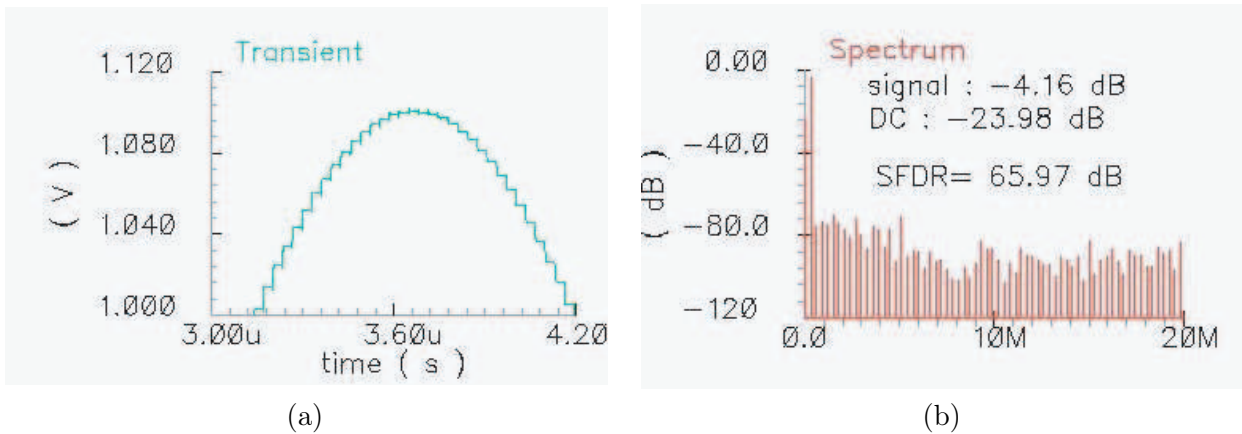 Transient
1.120
1.080
1.040
1.000
( V )
3.00u 3.60u 4.20
time ( s )
(a)
Spectrum
signal : −4.16 dB
DC : −23.98 dB
SFDR= 65.97 dB
0.00
−40.0
−80.0
−120
( dB )
0.0 10M 20M
(b)